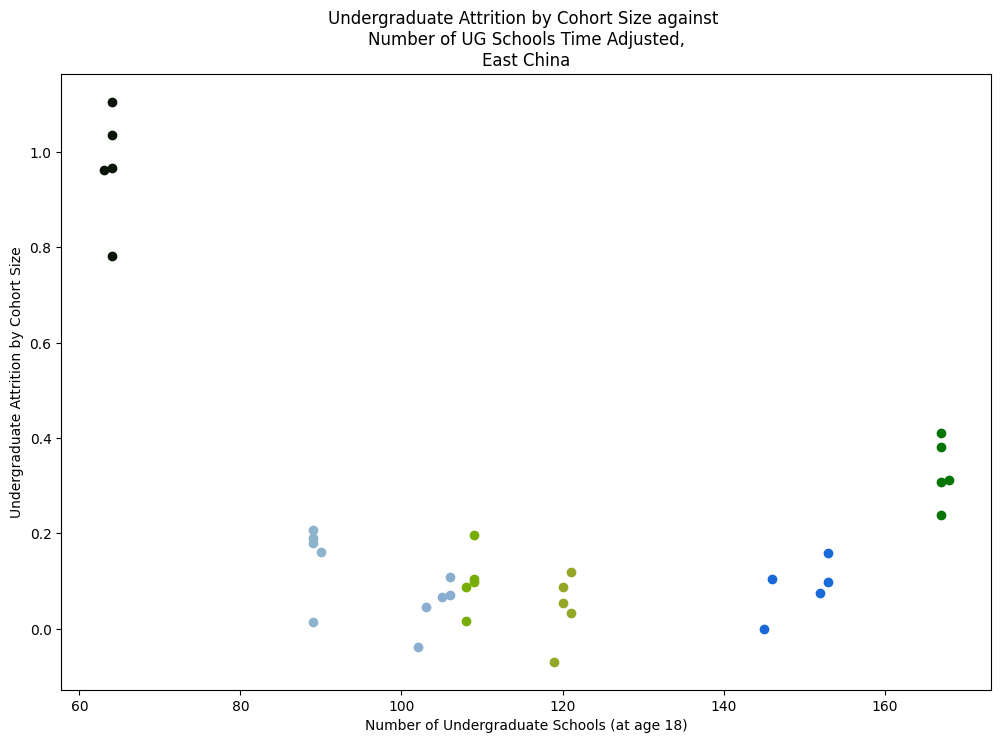 Undergraduate Attrition by Cohort Size against
Number of UG Schools Time Adjusted,
East China
Undergraduate Attrition by Cohort Size
1.0
0.8
0.6
0.4
0.2
0.0
60 80 100 120 140 160
Number of Undergraduate Schools (at age 18)